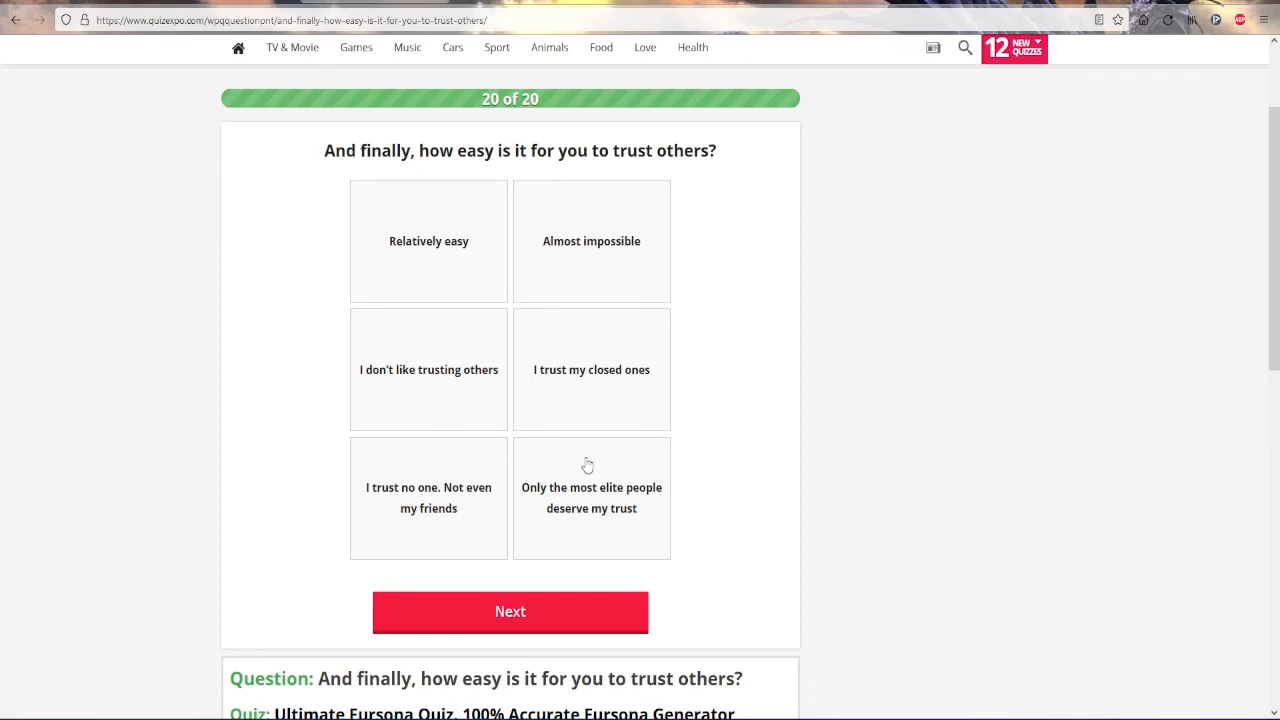 https://www.quizexpo.com/wpqquestionpnt/and-finally-how-easy-is-it-for-you-to-trust-others/
TV & Movie Games Music Cars Sport Animals Food Love Health
12 NEW QUIZZES
20 of 20
And finally, how easy is it for you to trust others?
Relatively easy
Almost impossible
I don't like trusting others
I trust my closed ones
I trust no one. Not even
my friends
Only the most elite people
deserve my trust
Next
Question: And finally, how easy is it for you to trust others?
Quiz: Ultimate Fursona Quiz. 100% Accurate Fursona Generator